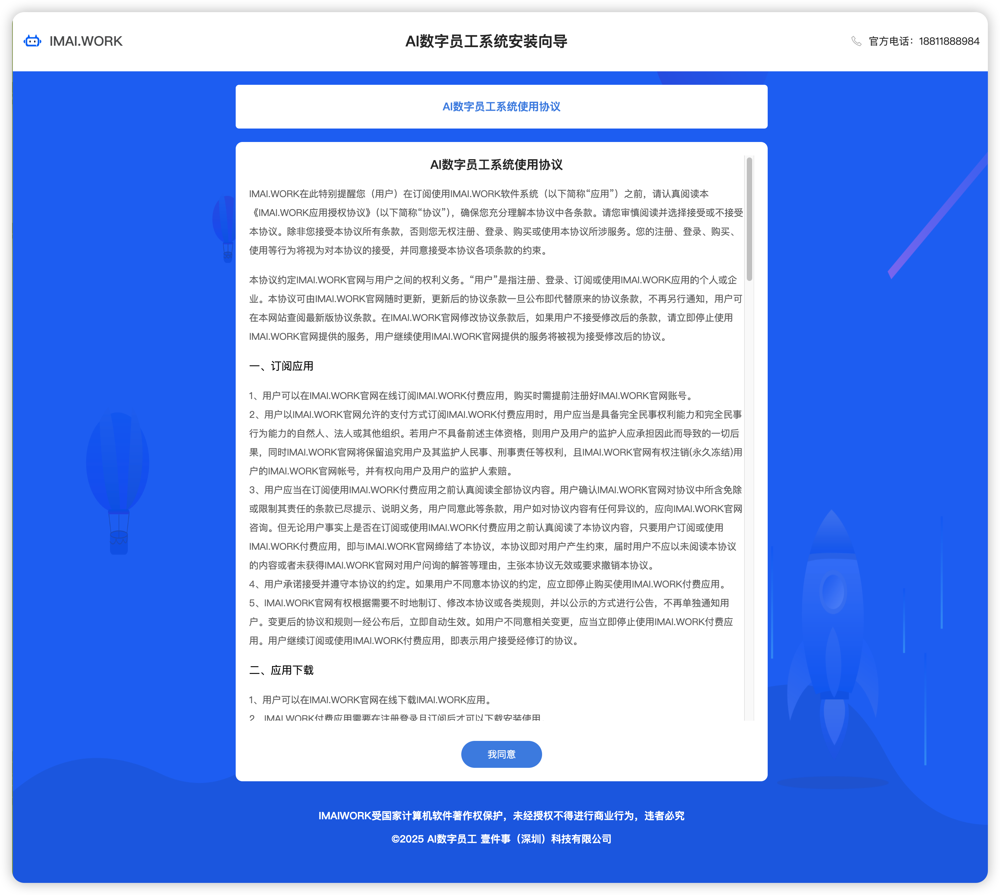 IMAI.WORK
AI数字员工系统安装向导
官方电话：18811888984
AI数字员工系统使用协议
AI数字员工系统使用协议
IMAI.WORK在此特别提醒您（用户）在订阅使用IMAI.WORK软件系统（以下简称“应用”）之前，请认真阅读本
《IMAI.WORK应用授权协议》（以下简称“协议”），确保您充分理解本协议中各条款。请您审慎阅读并选择接受或不接受
本协议。除非您接受本协议所有条款，否则您无权注册、登录、购买或使用本协议所涉服务。您的注册、登录、购买、
使用等行为将视为对本协议的接受，并同意接受本协议各项条款的约束。
本协议约定IMAI.WORK官网与用户之间的权利义务。“用户”是指注册、登录、订阅或使用IMAI.WORK应用的个人或企
业。本协议可由IMAI.WORK官网随时更新，更新后的协议条款一旦公布即代替原来的协议条款，不再另行通知，用户可
在本网站查阅最新版协议条款。在IMAI.WORK官网修改协议条款后，如果用户不接受修改后的条款，请立即停止使用
IMAI.WORK官网提供的服务，用户继续使用IMAI.WORK官网提供的服务将被视为接受修改后的协议。
一、订阅应用
1、用户可以在IMAI.WORK官网在线订阅IMAI.WORK付费应用，购买时需提前注册好IMAI.WORK官网账号。
2、用户以IMAI.WORK官网允许的支付方式订阅IMAI.WORK付费应用时，用户应当是具备完全民事权利能力和完全民事
行为能力的自然人、法人或其他组织。若用户不具备前述主体资格，则用户及用户的监护人应承担因此而导致的一切后
果，同时IMAI.WORK官网将保留追究用户及其监护人民事、刑事责任等权利，且IMAI.WORK官网有权注销(永久冻结)用
户的IMAI.WORK官网帐号，并有权向用户及用户的监护人索赔。
3、用户应当在订阅使用IMAI.WORK付费应用之前认真阅读全部协议内容。用户确认IMAI.WORK官网对协议中所含免除
或限制其责任的条款已尽提示、说明义务，用户同意此等条款，用户如对协议内容有任何异议的，应向IMAI.WORK官网
咨询。但无论用户事实上是否在订阅或使用IMAI.WORK付费应用之前认真阅读了本协议内容，只要用户订阅或使用
IMAI.WORK付费应用，即与IMAI.WORK官网缔结了本协议，本协议即对用户产生约束，届时用户不应以未阅读本协议
的内容或者未获得IMAI.WORK官网对用户问询的解答等理由，主张本协议无效或要求撤销本协议。
4、用户承诺接受并遵守本协议的约定。如果用户不同意本协议的约定，应立即停止购买使用IMAI.WORK付费应用。
5、IMAI.WORK官网有权根据需要不时地制订、修改本协议或各类规则，并以公示的方式进行公告，不再单独通知用
户。变更后的协议和规则一经公布后，立即自动生效。如用户不同意相关变更，应当立即停止使用IMAI.WORK付费应
用。用户继续订阅或使用IMAI.WORK付费应用，即表示用户接受经修订的协议。
二、应用下载
1、用户可以在IMAI.WORK官网在线下载IMAI.WORK应用。
2、IMAI.WORK付费应用需要在注册登录且订阅后才可以下载安装使用
我同意
IMAIWORK受国家计算机软件著作权保护，未经授权不得进行商业行为，违者必究
©2025 AI数字员工 壹件事（深圳）科技有限公司